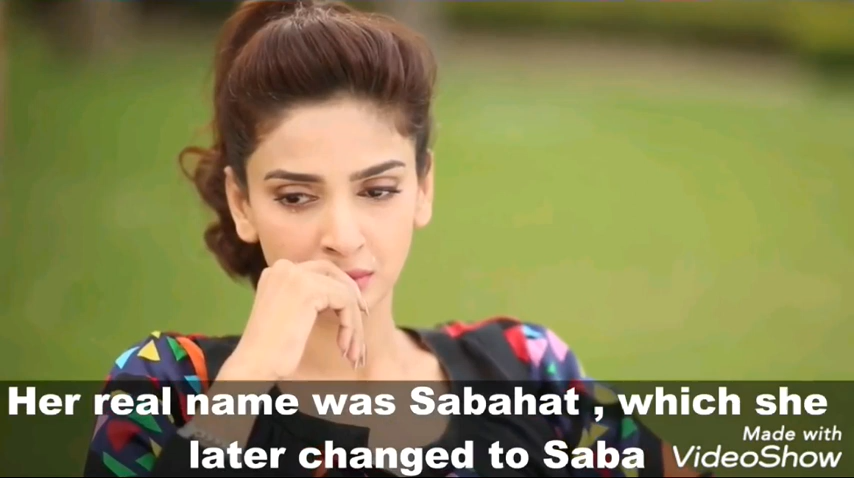 Her real name was Sabahat , which she
later changed to Saba
Made with
VideoShow